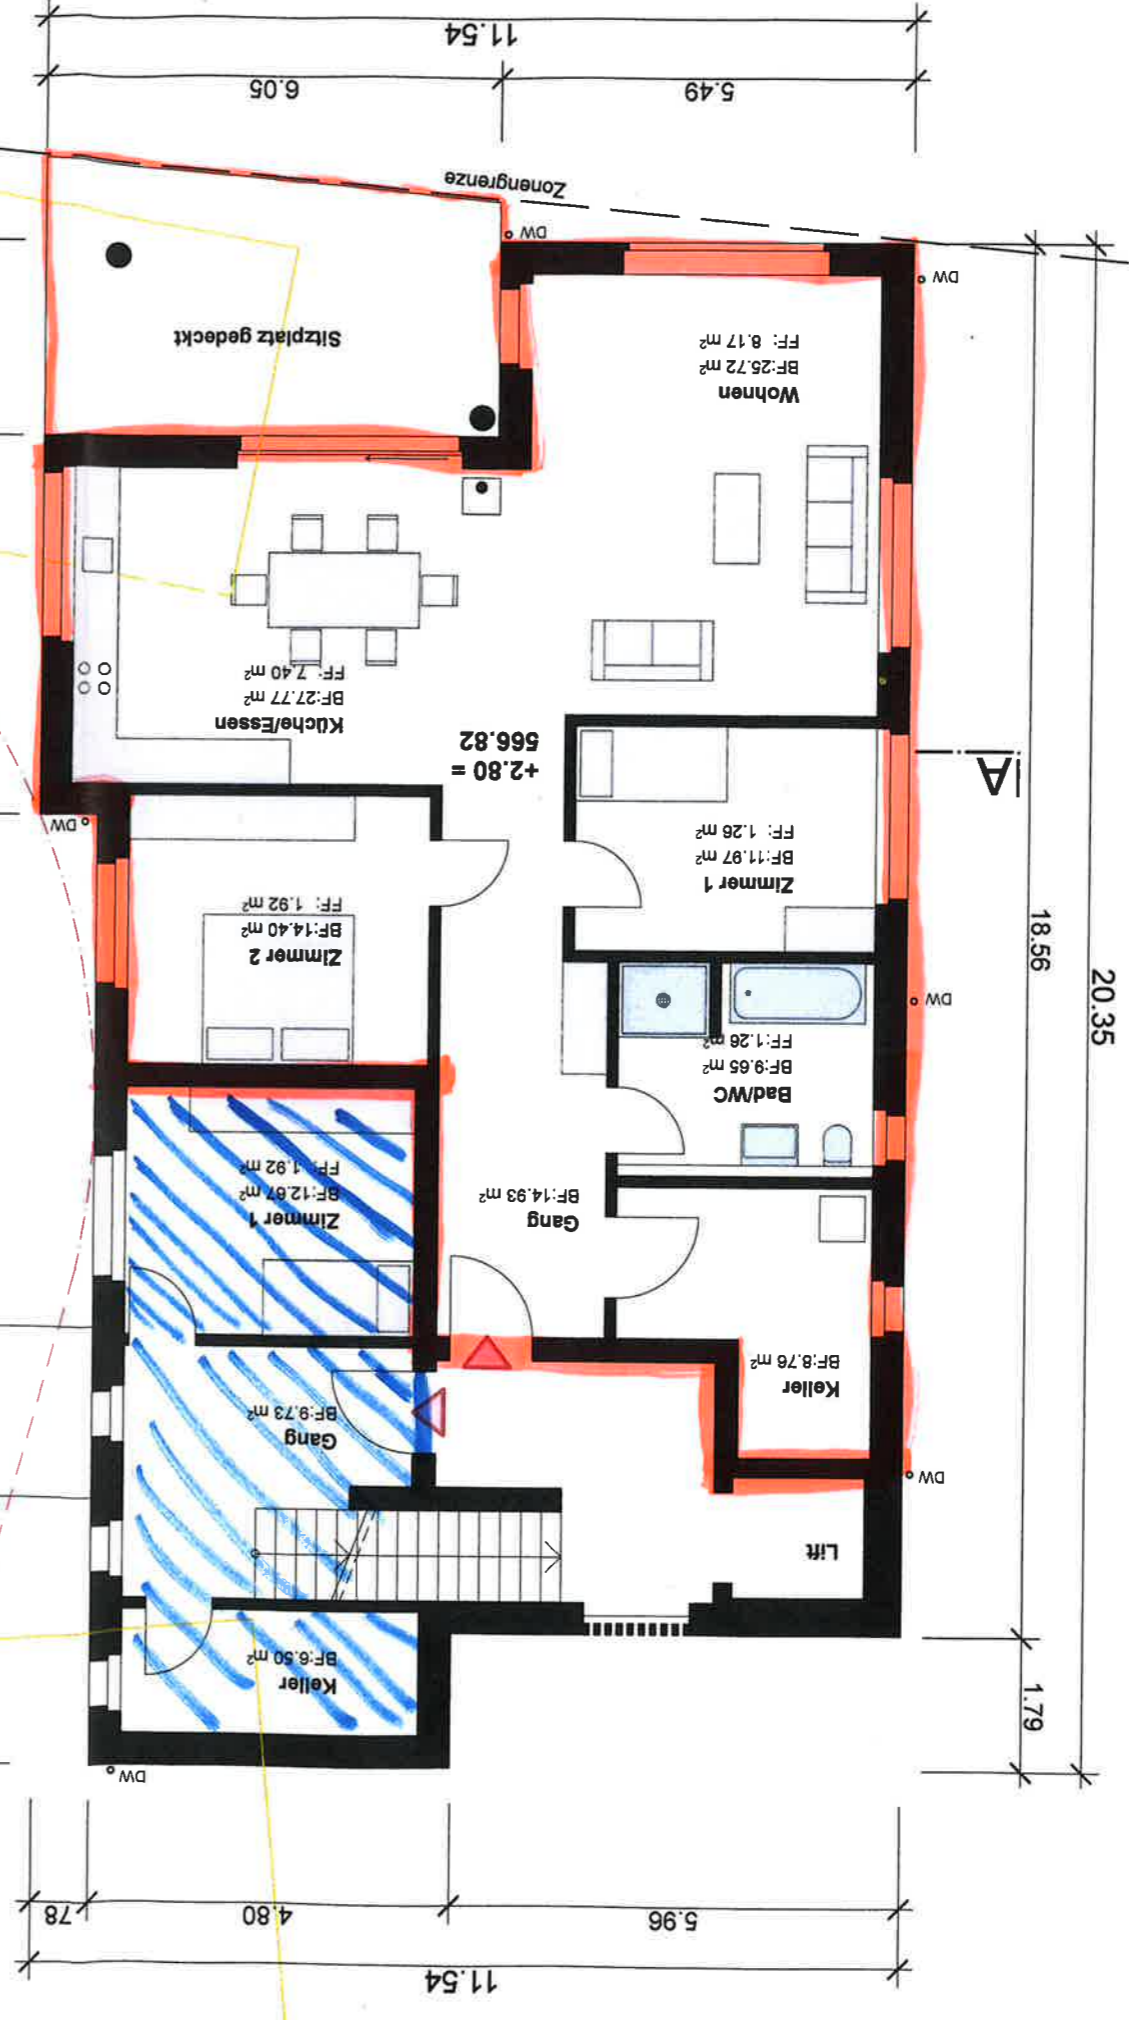 11.54
5.96
4.80
.78
DW
Keller
BF:6.50 m²
1.79
Lift
DW
Gang
BF:9.73 m²
Keller
BF:8.76 m²
Gang
BF:14.93 m²
Zimmer 1
BF:12.67 m²
FF: 1.92 m²
Bad/WC
BF:9.65 m²
FF:1.26 m²
DW
20.35
18.56
Zimmer 2
BF:14.40 m²
FF: 1.92 m²
Zimmer 1
BF:11.97 m²
FF: 1.26 m²
DW
A
+2.80 =
566.82
Küche/Essen
BF:27.77 m²
FF: 7.40 m²
Wohnen
BF:25.72 m²
FF: 8.17 m²
Sitzplatz gedeckt
DW
DW
Zonengrenze
5.49
6.05
11.54